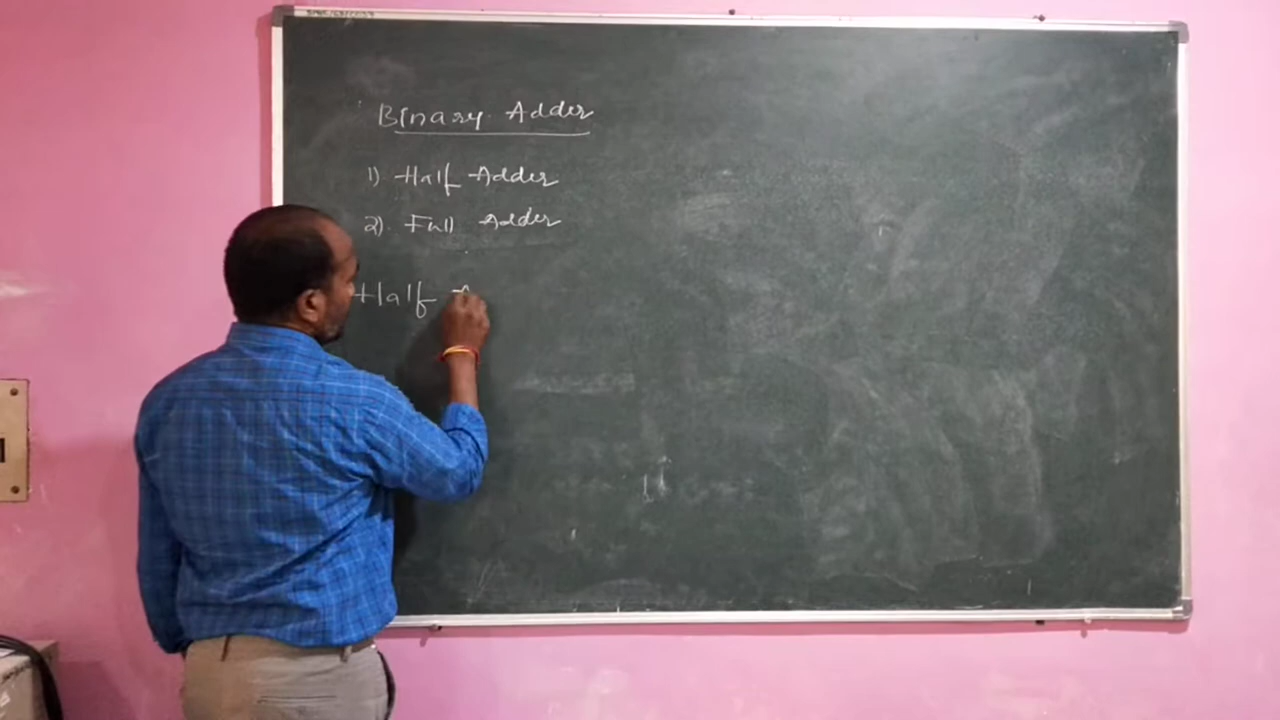 Binary Adder
1) Half Adder
2). Full Adder
Half A